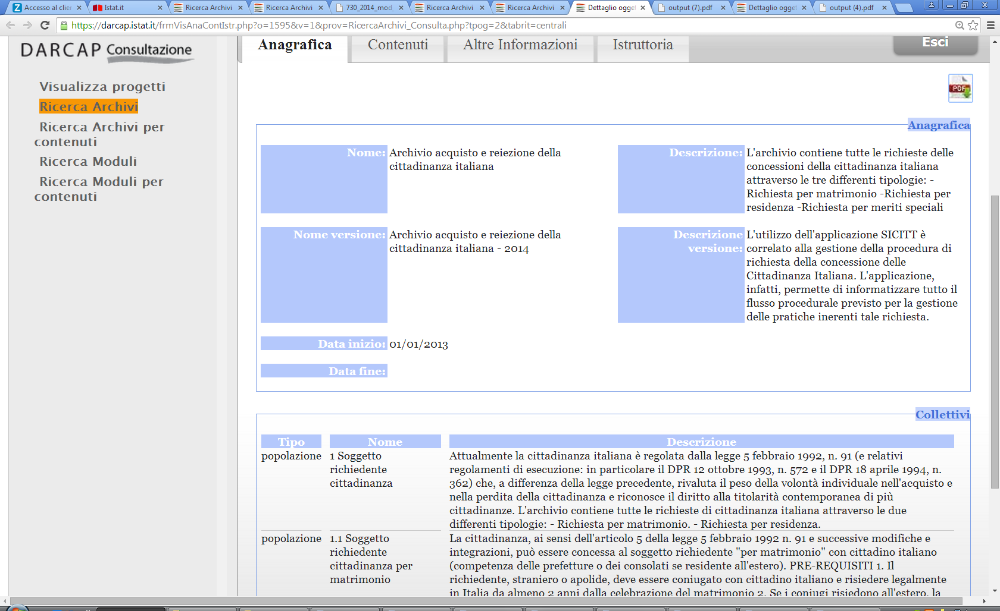 Accesso al clien
Istat.it
Ricerca Archivi
Ricerca Archivi
730_2014_mod_
Ricerca Archivi
Ricerca Archivi
Dettaglio ogget
output (7).pdf
Dettaglio ogget
output (4).pdf
https://darcap.istat.it/frmVisAnaContIstr.php?o=1595&v=1&prov=RicercaArchivi_Consulta.php?tpog=2&tabrit=centrali
DARCAP Consultazione
Anagrafica
Contenuti
Altre Informazioni
Istruttoria
Esci
Visualizza progetti
Ricerca Archivi
Ricerca Archivi per
contenuti
Ricerca Moduli
Ricerca Moduli per
contenuti
PDF
Anagrafica
Nome:
Archivio acquisto e reiezione della
cittadinanza italiana
Descrizione:
L'archivio contiene tutte le richieste delle
concessioni della cittadinanza italiana
attraverso le tre differenti tipologie: -
Richiesta per matrimonio -Richiesta per
residenza -Richiesta per meriti speciali
Nome versione:
Archivio acquisto e reiezione della
cittadinanza italiana - 2014
Descrizione
versione:
L'utilizzo dell'applicazione SICITT è
correlato alla gestione della procedura di
richiesta della concessione delle
Cittadinanza Italiana. L'applicazione,
infatti, permette di informatizzare tutto il
flusso procedurale previsto per la gestione
delle pratiche inerenti tale richiesta.
Data inizio:
01/01/2013
Data fine:
Collettivi
Tipo
Nome
Descrizione
popolazione
1 Soggetto
richiedente
cittadinanza
Attualmente la cittadinanza italiana è regolata dalla legge 5 febbraio 1992, n. 91 (e relativi
regolamenti di esecuzione: in particolare il DPR 12 ottobre 1993, n. 572 e il DPR 18 aprile 1994, n.
362) che, a differenza della legge precedente, rivaluta il peso della volontà individuale nell'acquisto e
nella perdita della cittadinanza e riconosce il diritto alla titolarità contemporanea di più
cittadinanze. L'archivio contiene tutte le richieste di cittadinanza italiana attraverso le due
differenti tipologie: - Richiesta per matrimonio. - Richiesta per residenza.
popolazione
1.1 Soggetto
richiedente
cittadinanza per
matrimonio
La cittadinanza, ai sensi dell'articolo 5 della legge 5 febbraio 1992 n. 91 e successive modifiche e
integrazioni, può essere concessa al soggetto richiedente "per matrimonio" con cittadino italiano
(competenza delle prefetture o dei consolati se residente all'estero). PRE-REQUISITI 1. Il
richiedente, straniero o apolide, deve essere coniugato con cittadino italiano e risiedere legalmente
in Italia da almeno 2 anni dalla celebrazione del matrimonio 2. Se i coniugi risiedono all'estero, la